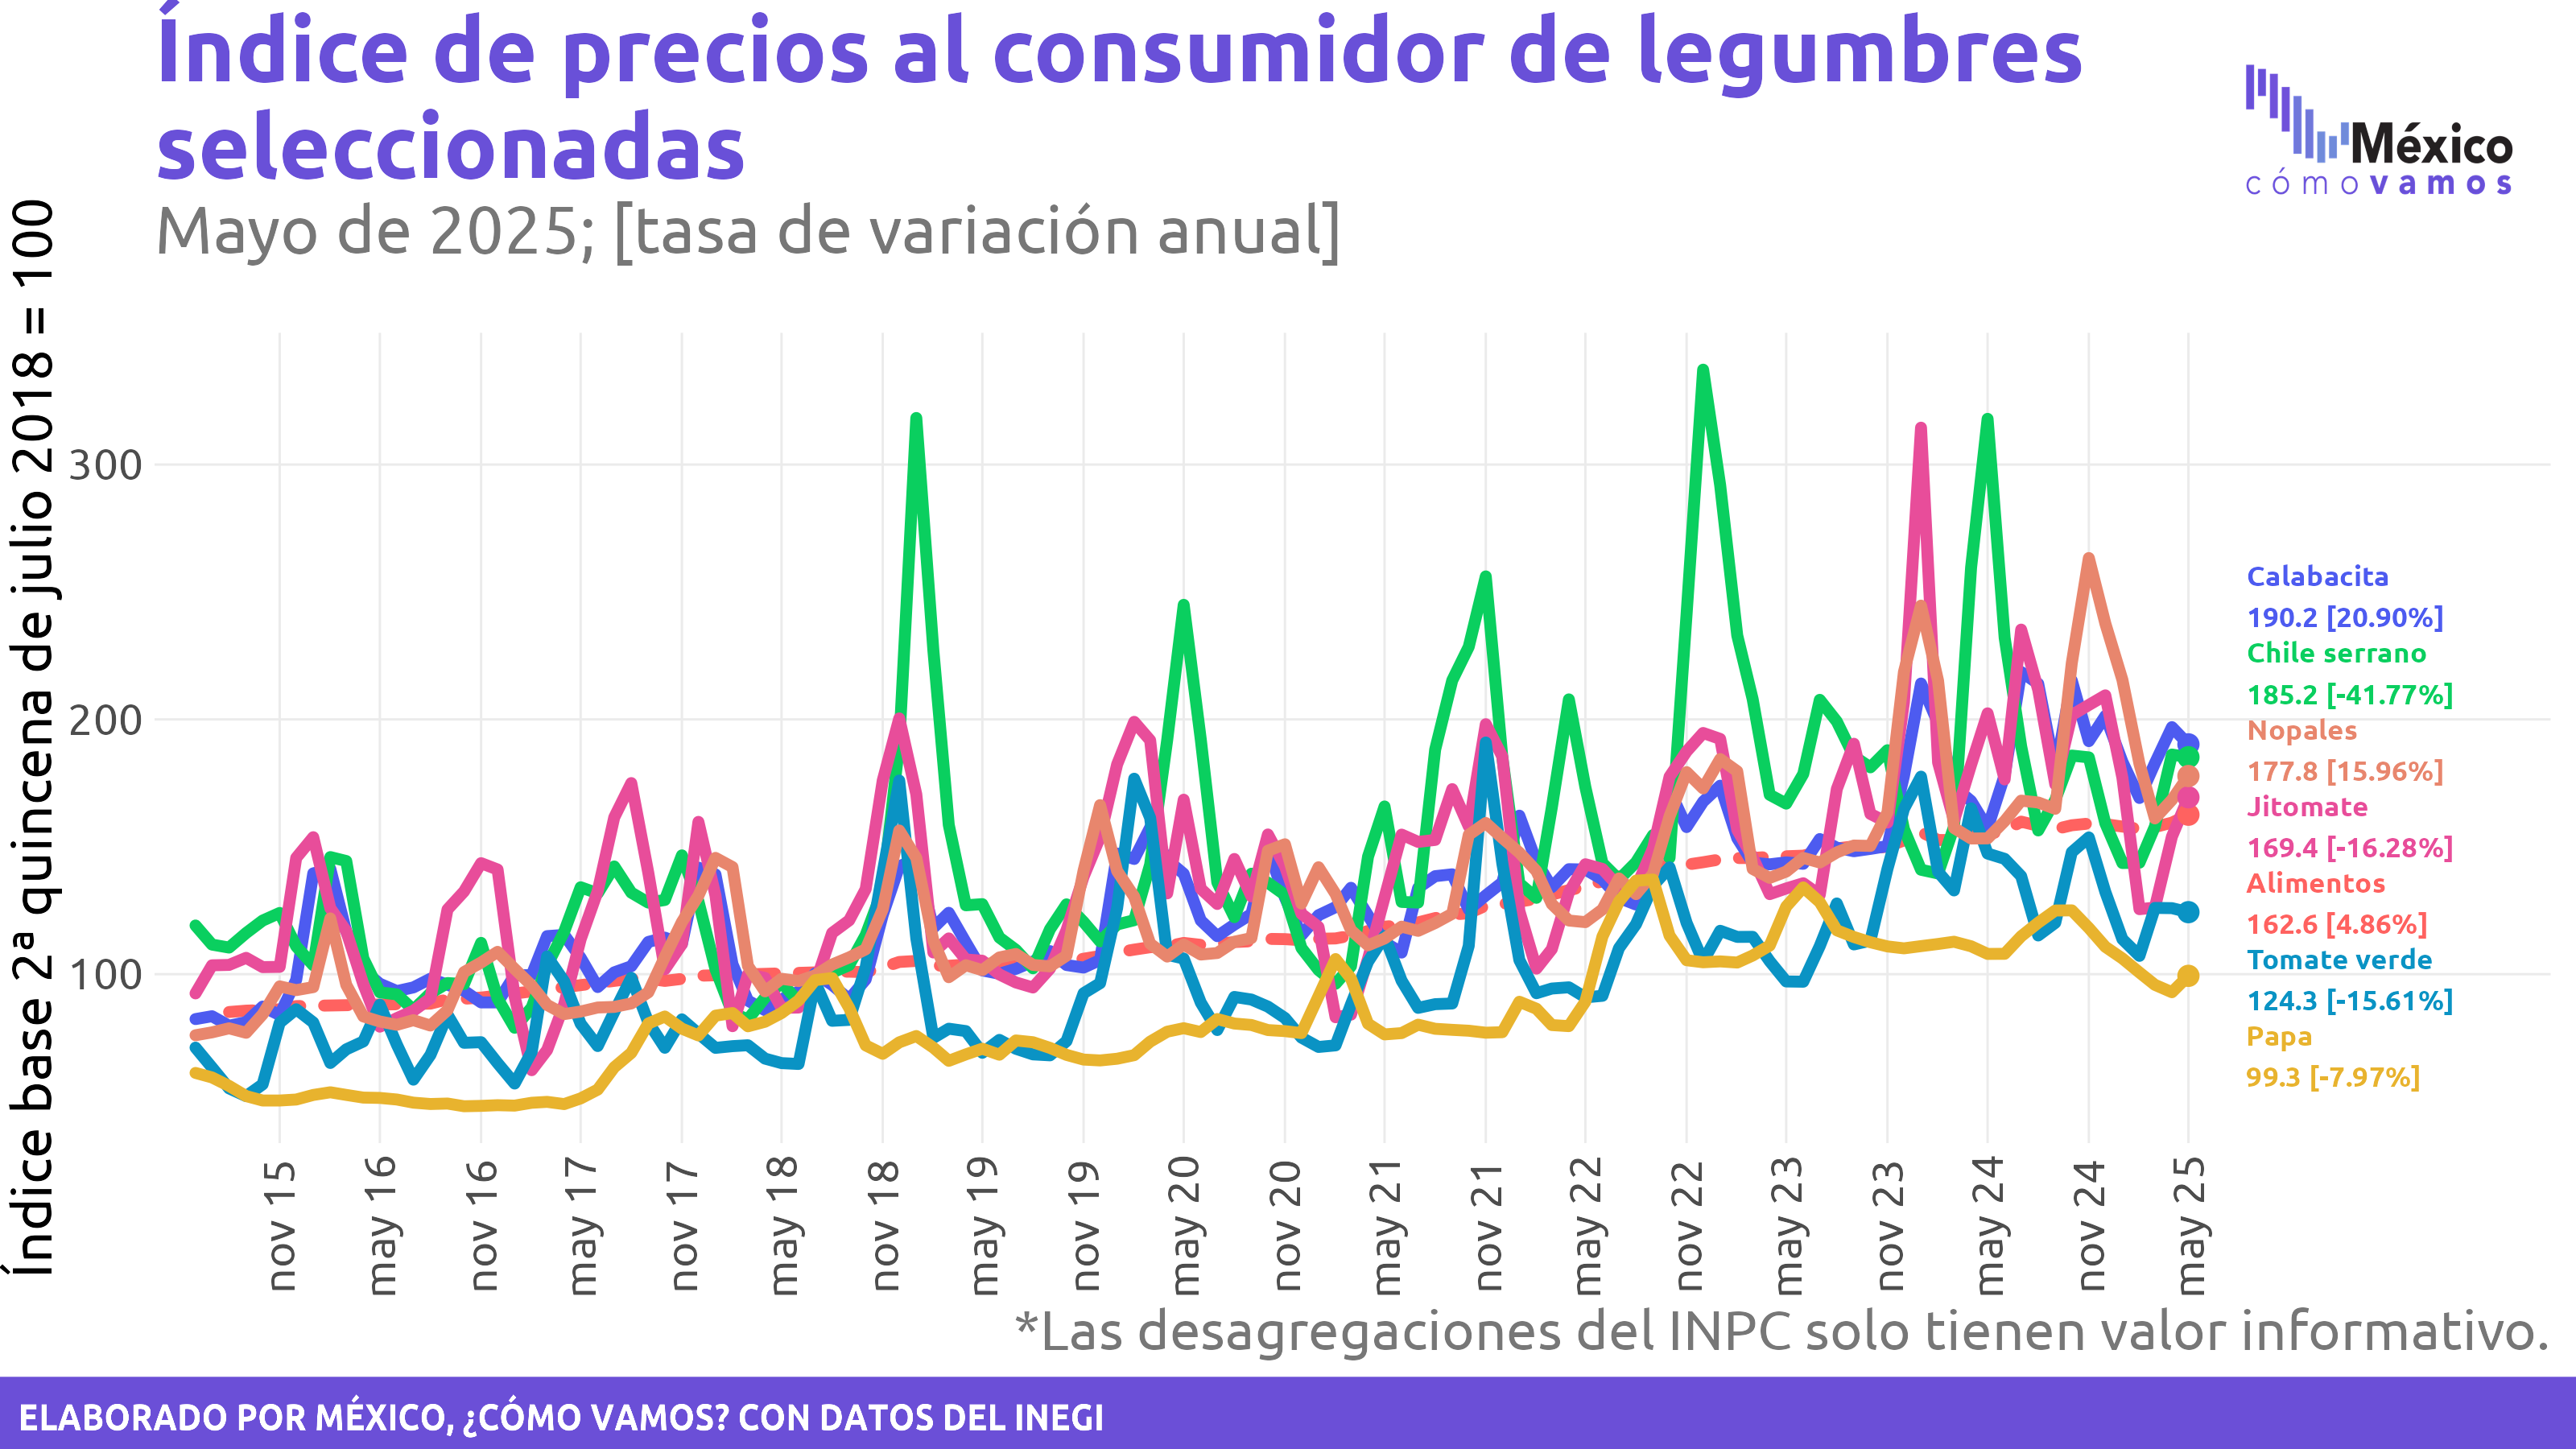 Índice de precios al consumidor de legumbres
seleccionadas
Mayo de 2025; [tasa de variación anual]
México
cómo vamos
Índice base 2ª quincena de julio 2018 = 100
300
200
100
Calabacita
190.2 [20.90%]
Chile serrano
185.2 [-41.77%]
Nopales
177.8 [15.96%]
Jitomate
169.4 [-16.28%]
Alimentos
162.6 [4.86%]
Tomate verde
124.3 [-15.61%]
Papa
99.3 [-7.97%]
nov 15
may 16
nov 16
may 17
nov 17
may 18
nov 18
may 19
nov 19
may 20
nov 20
may 21
nov 21
may 22
nov 22
may 23
nov 23
may 24
nov 24
may 25
*Las desagregaciones del INPC solo tienen valor informativo.
ELABORADO POR MÉXICO, ¿CÓMO VAMOS? CON DATOS DEL INEGI